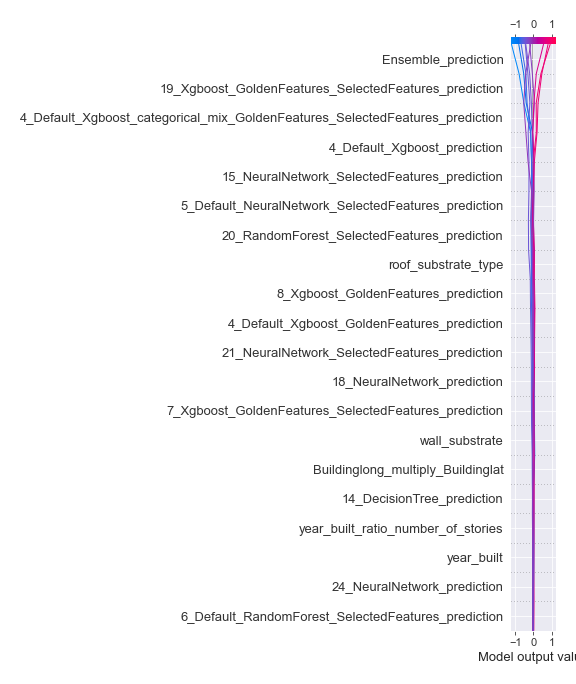 −1 0 1
Ensemble_prediction
19_Xgboost_GoldenFeatures_SelectedFeatures_prediction
4_Default_Xgboost_categorical_mix_GoldenFeatures_SelectedFeatures_prediction
4_Default_Xgboost_prediction
15_NeuralNetwork_SelectedFeatures_prediction
5_Default_NeuralNetwork_SelectedFeatures_prediction
20_RandomForest_SelectedFeatures_prediction
roof_substrate_type
8_Xgboost_GoldenFeatures_prediction
4_Default_Xgboost_GoldenFeatures_prediction
21_NeuralNetwork_SelectedFeatures_prediction
18_NeuralNetwork_prediction
7_Xgboost_GoldenFeatures_SelectedFeatures_prediction
wall_substrate
Buildinglong_multiply_Buildinglat
14_DecisionTree_prediction
year_built_ratio_number_of_stories
year_built
24_NeuralNetwork_prediction
6_Default_RandomForest_SelectedFeatures_prediction
−1 0 1
Model output valu